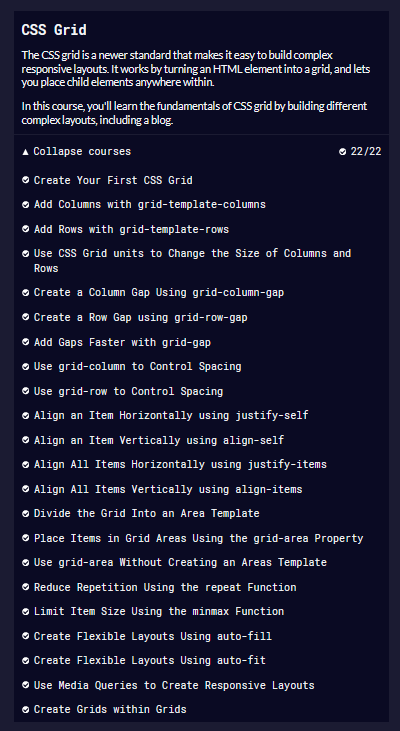 CSS Grid
The CSS grid is a newer standard that makes it easy to build complex
responsive layouts. It works by turning an HTML element into a grid, and lets
you place child elements anywhere within.
In this course, you'll learn the fundamentals of CSS grid by building different
complex layouts, including a blog.
▲ Collapse courses 22/22
Create Your First CSS Grid
Add Columns with grid-template-columns
Add Rows with grid-template-rows
Use CSS Grid units to Change the Size of Columns and
Rows
Create a Column Gap Using grid-column-gap
Create a Row Gap using grid-row-gap
Add Gaps Faster with grid-gap
Use grid-column to Control Spacing
Use grid-row to Control Spacing
Align an Item Horizontally using justify-self
Align an Item Vertically using align-self
Align All Items Horizontally using justify-items
Align All Items Vertically using align-items
Divide the Grid Into an Area Template
Place Items in Grid Areas Using the grid-area Property
Use grid-area Without Creating an Areas Template
Reduce Repetition Using the repeat Function
Limit Item Size Using the minmax Function
Create Flexible Layouts Using auto-fill
Create Flexible Layouts Using auto-fit
Use Media Queries to Create Responsive Layouts
Create Grids within Grids